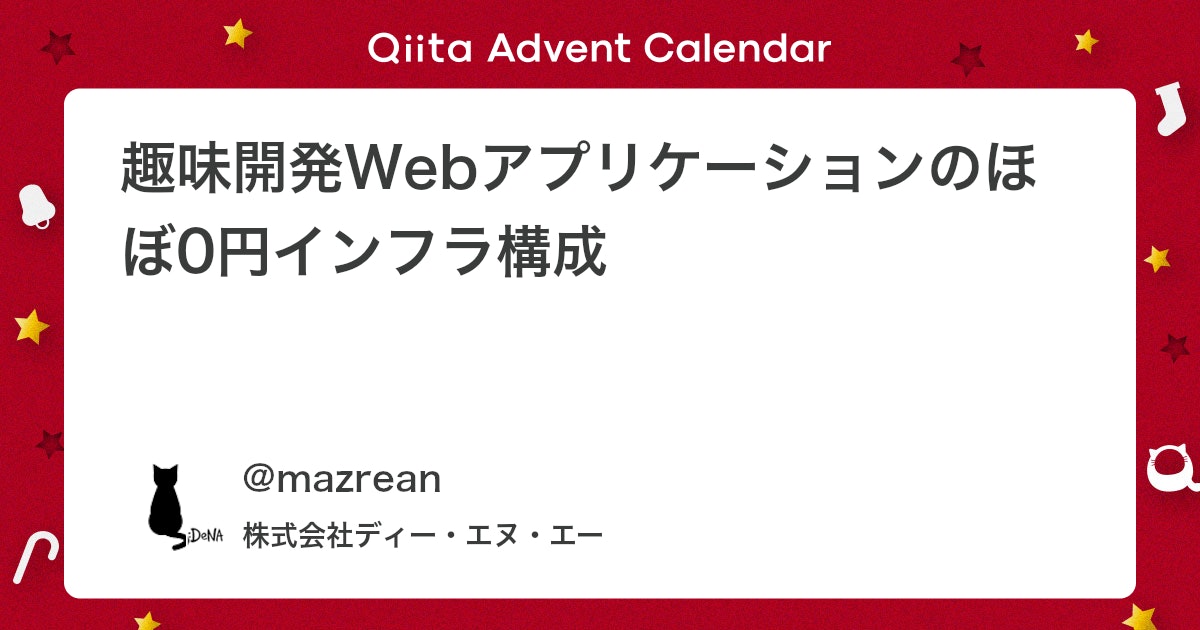 Qiita Advent Calendar
趣味開発Webアプリケーションのほ
ぼ0円インフラ構成
@mazrean
:DeNA
株式会社ディー・エヌ・エー